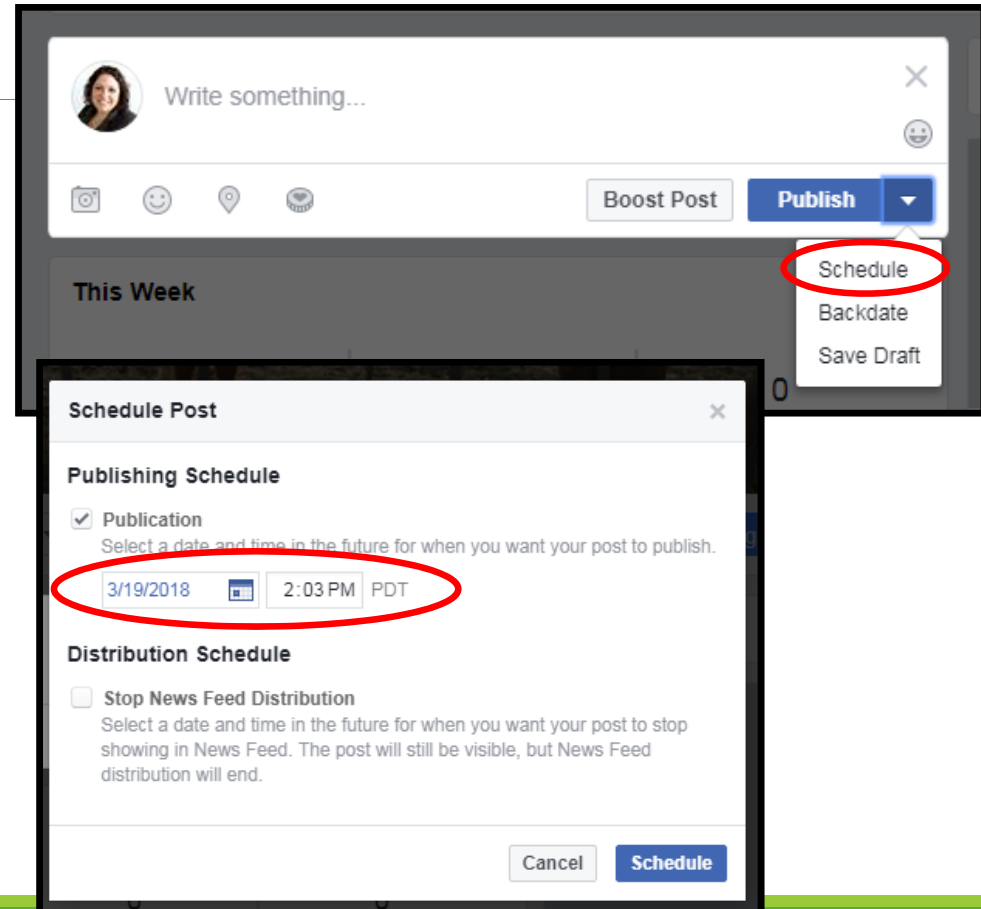 Write something...
Boost Post
Publish
Schedule
Backdate
Save Draft
This Week
0
Schedule Post
Publishing Schedule
Publication
Select a date and time in the future for when you want your post to publish.
3/19/2018 2:03 PM PDT
Distribution Schedule
Stop News Feed Distribution
Select a date and time in the future for when you want your post to stop
showing in News Feed. The post will still be visible, but News Feed
distribution will end.
Cancel Schedule